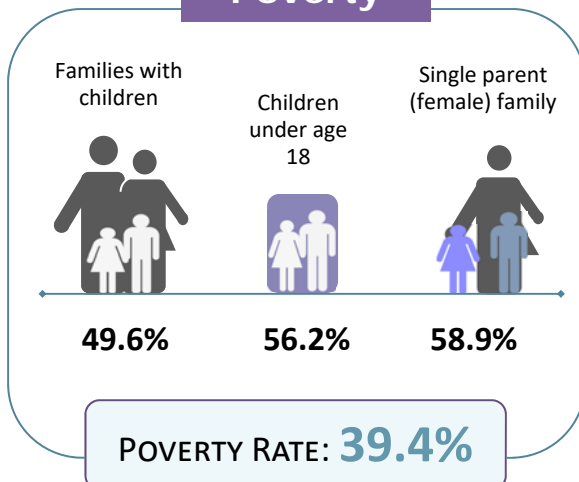 Poverty
Families with
children
Children
under age
18
Single parent
(female) family
49.6%
56.2%
58.9%
POVERTY RATE: 39.4%